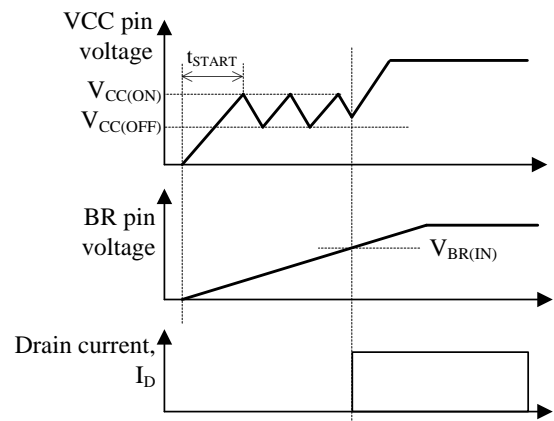 VCC pin
voltage
tSTART
VCC(ON)
VCC(OFF)
BR pin
voltage
VBR(IN)
Drain current,
ID